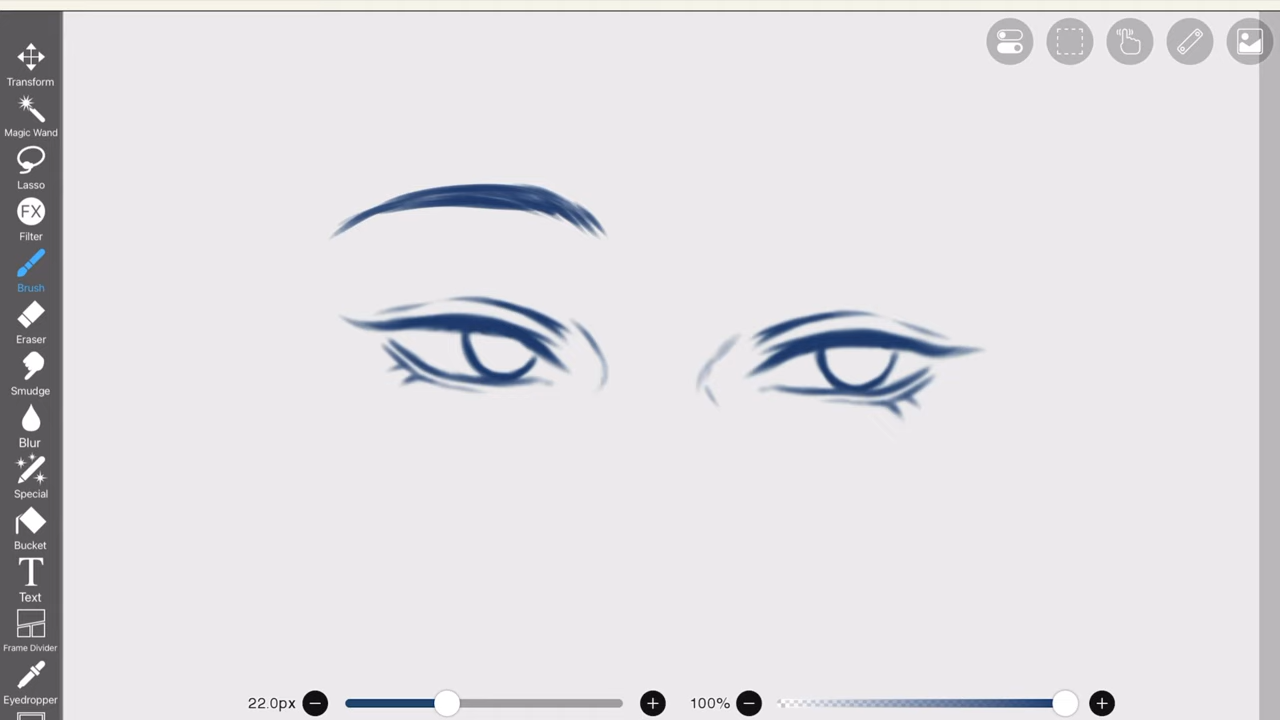 Transform
Magic Wand
Lasso
FX
Filter
Brush
Eraser
Smudge
Blur
Special
Bucket
T
Text
Frame Divider
Eyedropper
22.0px
100%